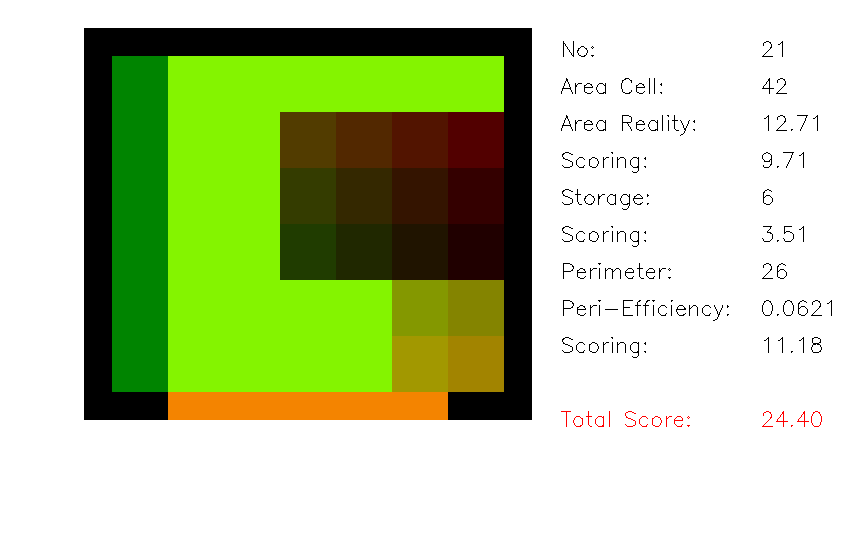 No: 21
Area Cell: 42
Area Reality: 12.71
Scoring: 9.71
Storage: 6
Scoring: 3.51
Perimeter: 26
Peri-Efficiency: 0.0621
Scoring: 11.18
Total Score: 24.40